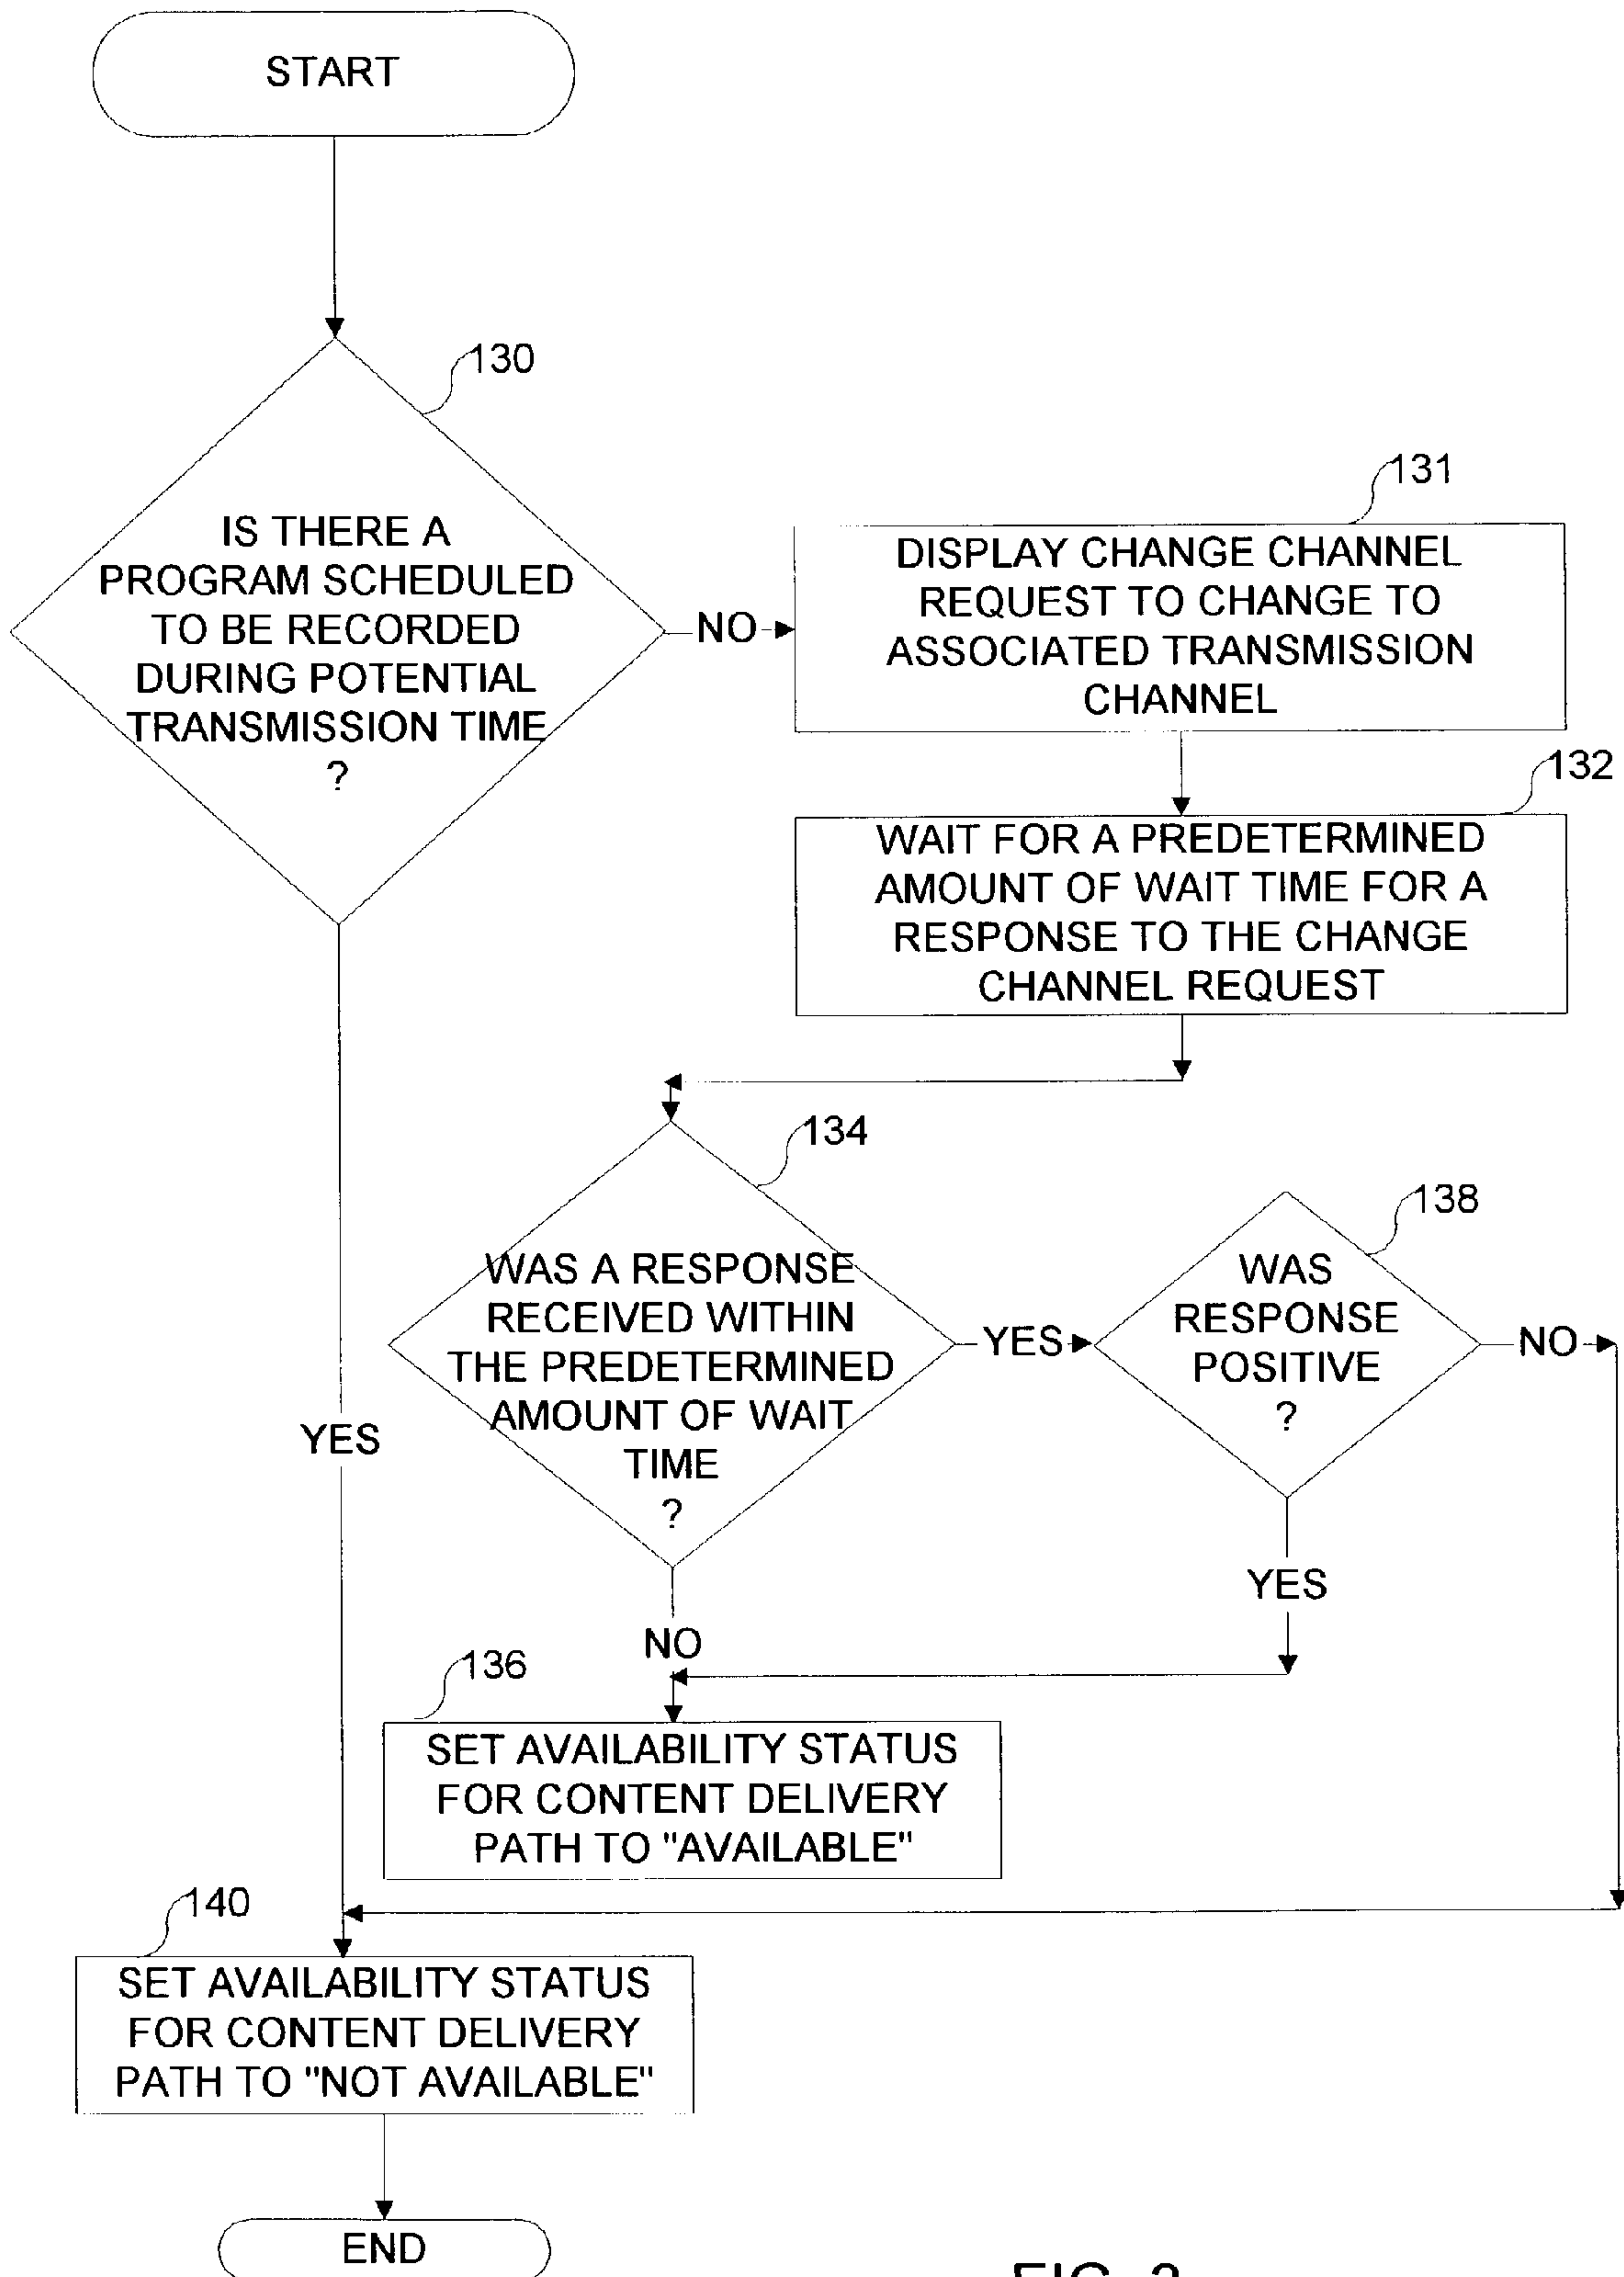 START
130
IS THERE A
PROGRAM SCHEDULED
TO BE RECORDED
DURING POTENTIAL
TRANSMISSION TIME
?
NO
131
DISPLAY CHANGE CHANNEL
REQUEST TO CHANGE TO
ASSOCIATED TRANSMISSION
CHANNEL
132
WAIT FOR A PREDETERMINED
AMOUNT OF WAIT TIME FOR A
RESPONSE TO THE CHANGE
CHANNEL REQUEST
134
WAS A RESPONSE
RECEIVED WITHIN
THE PREDETERMINED
AMOUNT OF WAIT
TIME
?
YES
138
WAS
RESPONSE
POSITIVE
?
NO
YES
YES
NO
136
SET AVAILABILITY STATUS
FOR CONTENT DELIVERY
PATH TO "AVAILABLE"
140
SET AVAILABILITY STATUS
FOR CONTENT DELIVERY
PATH TO "NOT AVAILABLE"
END